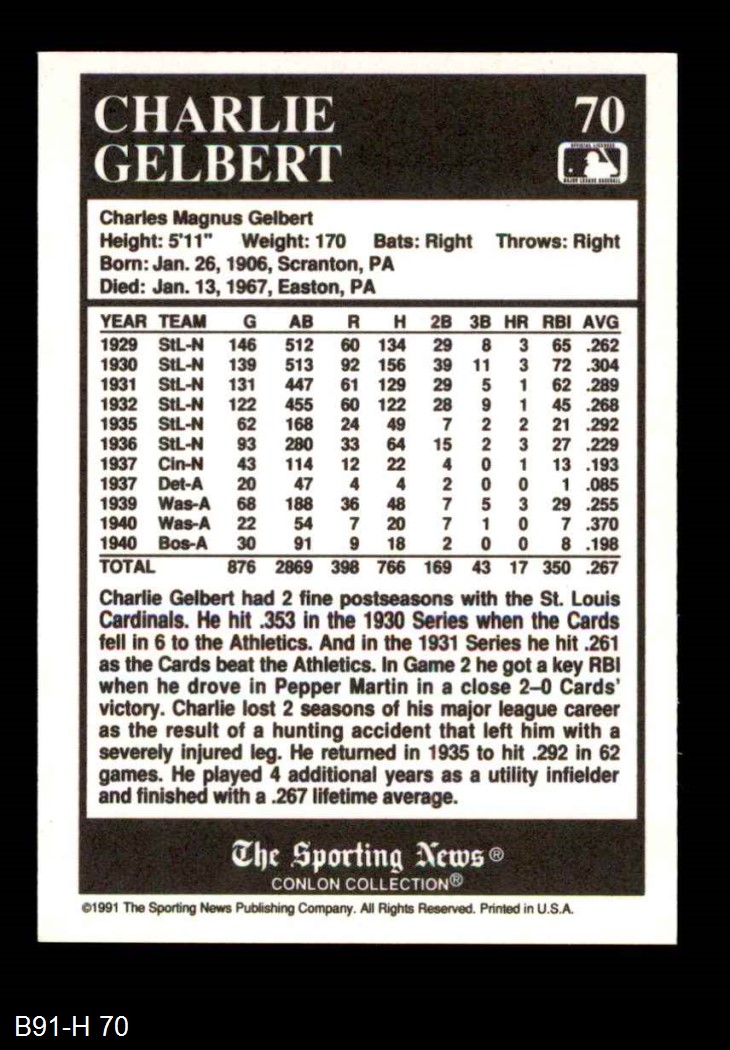 CHARLIE 70
GELBERT
OFFICIAL LICENSEE
MAJOR LEAGUE BASEBALL
Charles Magnus Gelbert
Height: 5'11" Weight: 170 Bats: Right Throws: Right
Born: Jan. 26, 1906, Scranton, PA
Died: Jan. 13, 1967, Easton, PA
YEAR TEAM G AB R H 2B 3B HR RBI AVG
1929 StL-N 146 512 60 134 29 8 3 65 .262
1930 StL-N 139 513 92 156 39 11 3 72 .304
1931 StL-N 131 447 61 129 29 5 1 62 .289
1932 StL-N 122 455 60 122 28 9 1 45 .268
1935 StL-N 62 168 24 49 7 2 2 21 .292
1936 StL-N 93 280 33 64 15 2 3 27 .229
1937 Cin-N 43 114 12 22 4 0 1 13 .193
1937 Det-A 20 47 4 4 2 0 0 1 .085
1939 Was-A 68 188 36 48 7 5 3 29 .255
1940 Was-A 22 54 7 20 7 1 0 7 .370
1940 Bos-A 30 91 9 18 2 0 0 8 .198
TOTAL 876 2869 398 766 169 43 17 350 .267
Charlie Gelbert had 2 fine postseasons with the St. Louis
Cardinals. He hit .353 in the 1930 Series when the Cards
fell in 6 to the Athletics. And in the 1931 Series he hit .261
as the Cards beat the Athletics. In Game 2 he got a key RBI
when he drove in Pepper Martin in a close 2–0 Cards'
victory. Charlie lost 2 seasons of his major league career
as the result of a hunting accident that left him with a
severely injured leg. He returned in 1935 to hit .292 in 62
games. He played 4 additional years as a utility infielder
and finished with a .267 lifetime average.
The Sporting News®
CONLON COLLECTION®
©1991 The Sporting News Publishing Company. All Rights Reserved. Printed in U.S.A.
B91-H 70